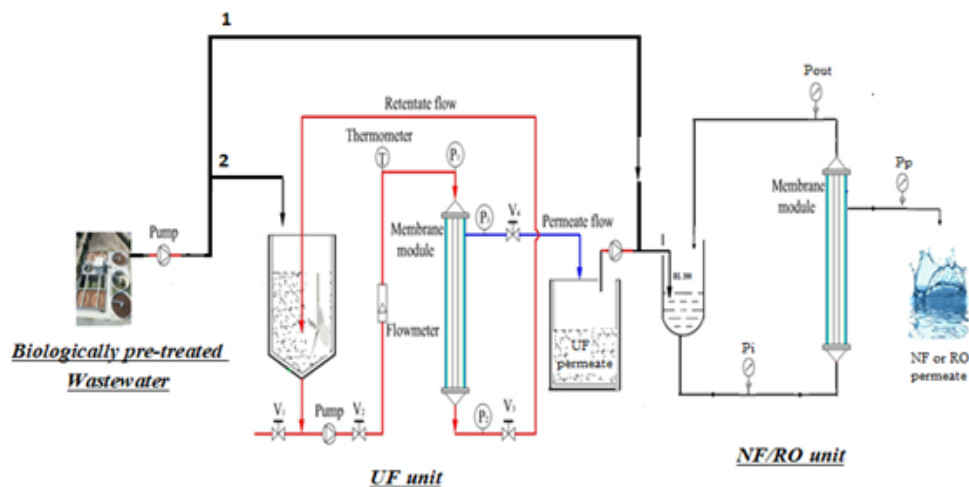 1
2
Pump
Biologically pre-treated
Wastewater
Retentate flow
Thermometer
T
P₁
Membrane
module
P₃
V₄
Permeate flow
Flowmeter
V₁
Pump
V₂
P₂
V₃
UF
permeate
UF unit
Pout
Pp
Membrane
module
Pi
NF or RO
permeate
NF/RO unit